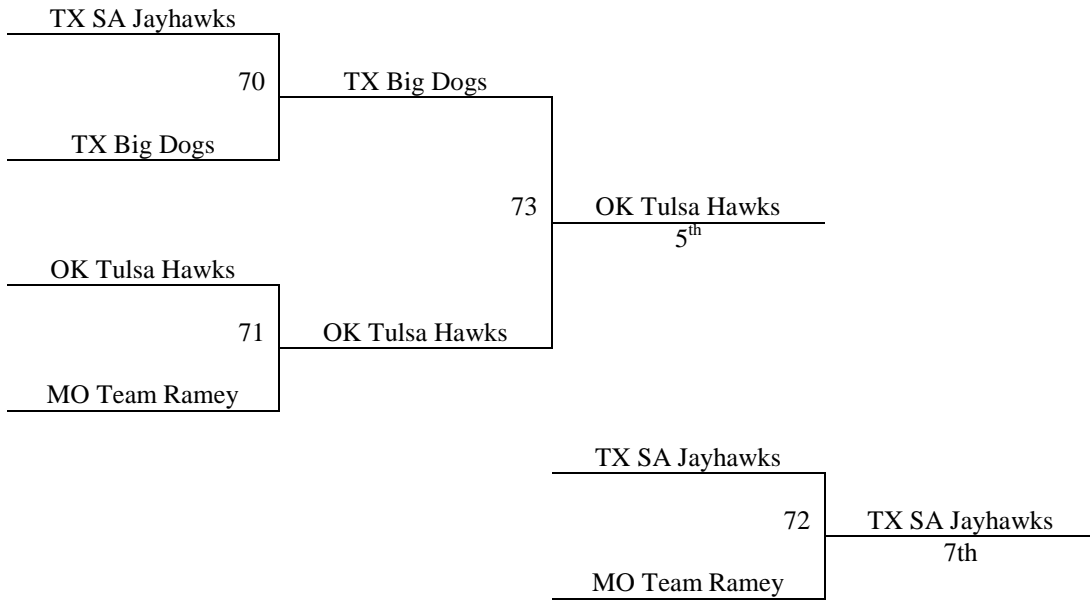 TX SA Jayhawks
70
TX Big Dogs
TX Big Dogs
73
OK Tulsa Hawks
5th
OK Tulsa Hawks
71
OK Tulsa Hawks
MO Team Ramey
TX SA Jayhawks
72
TX SA Jayhawks
7th
MO Team Ramey